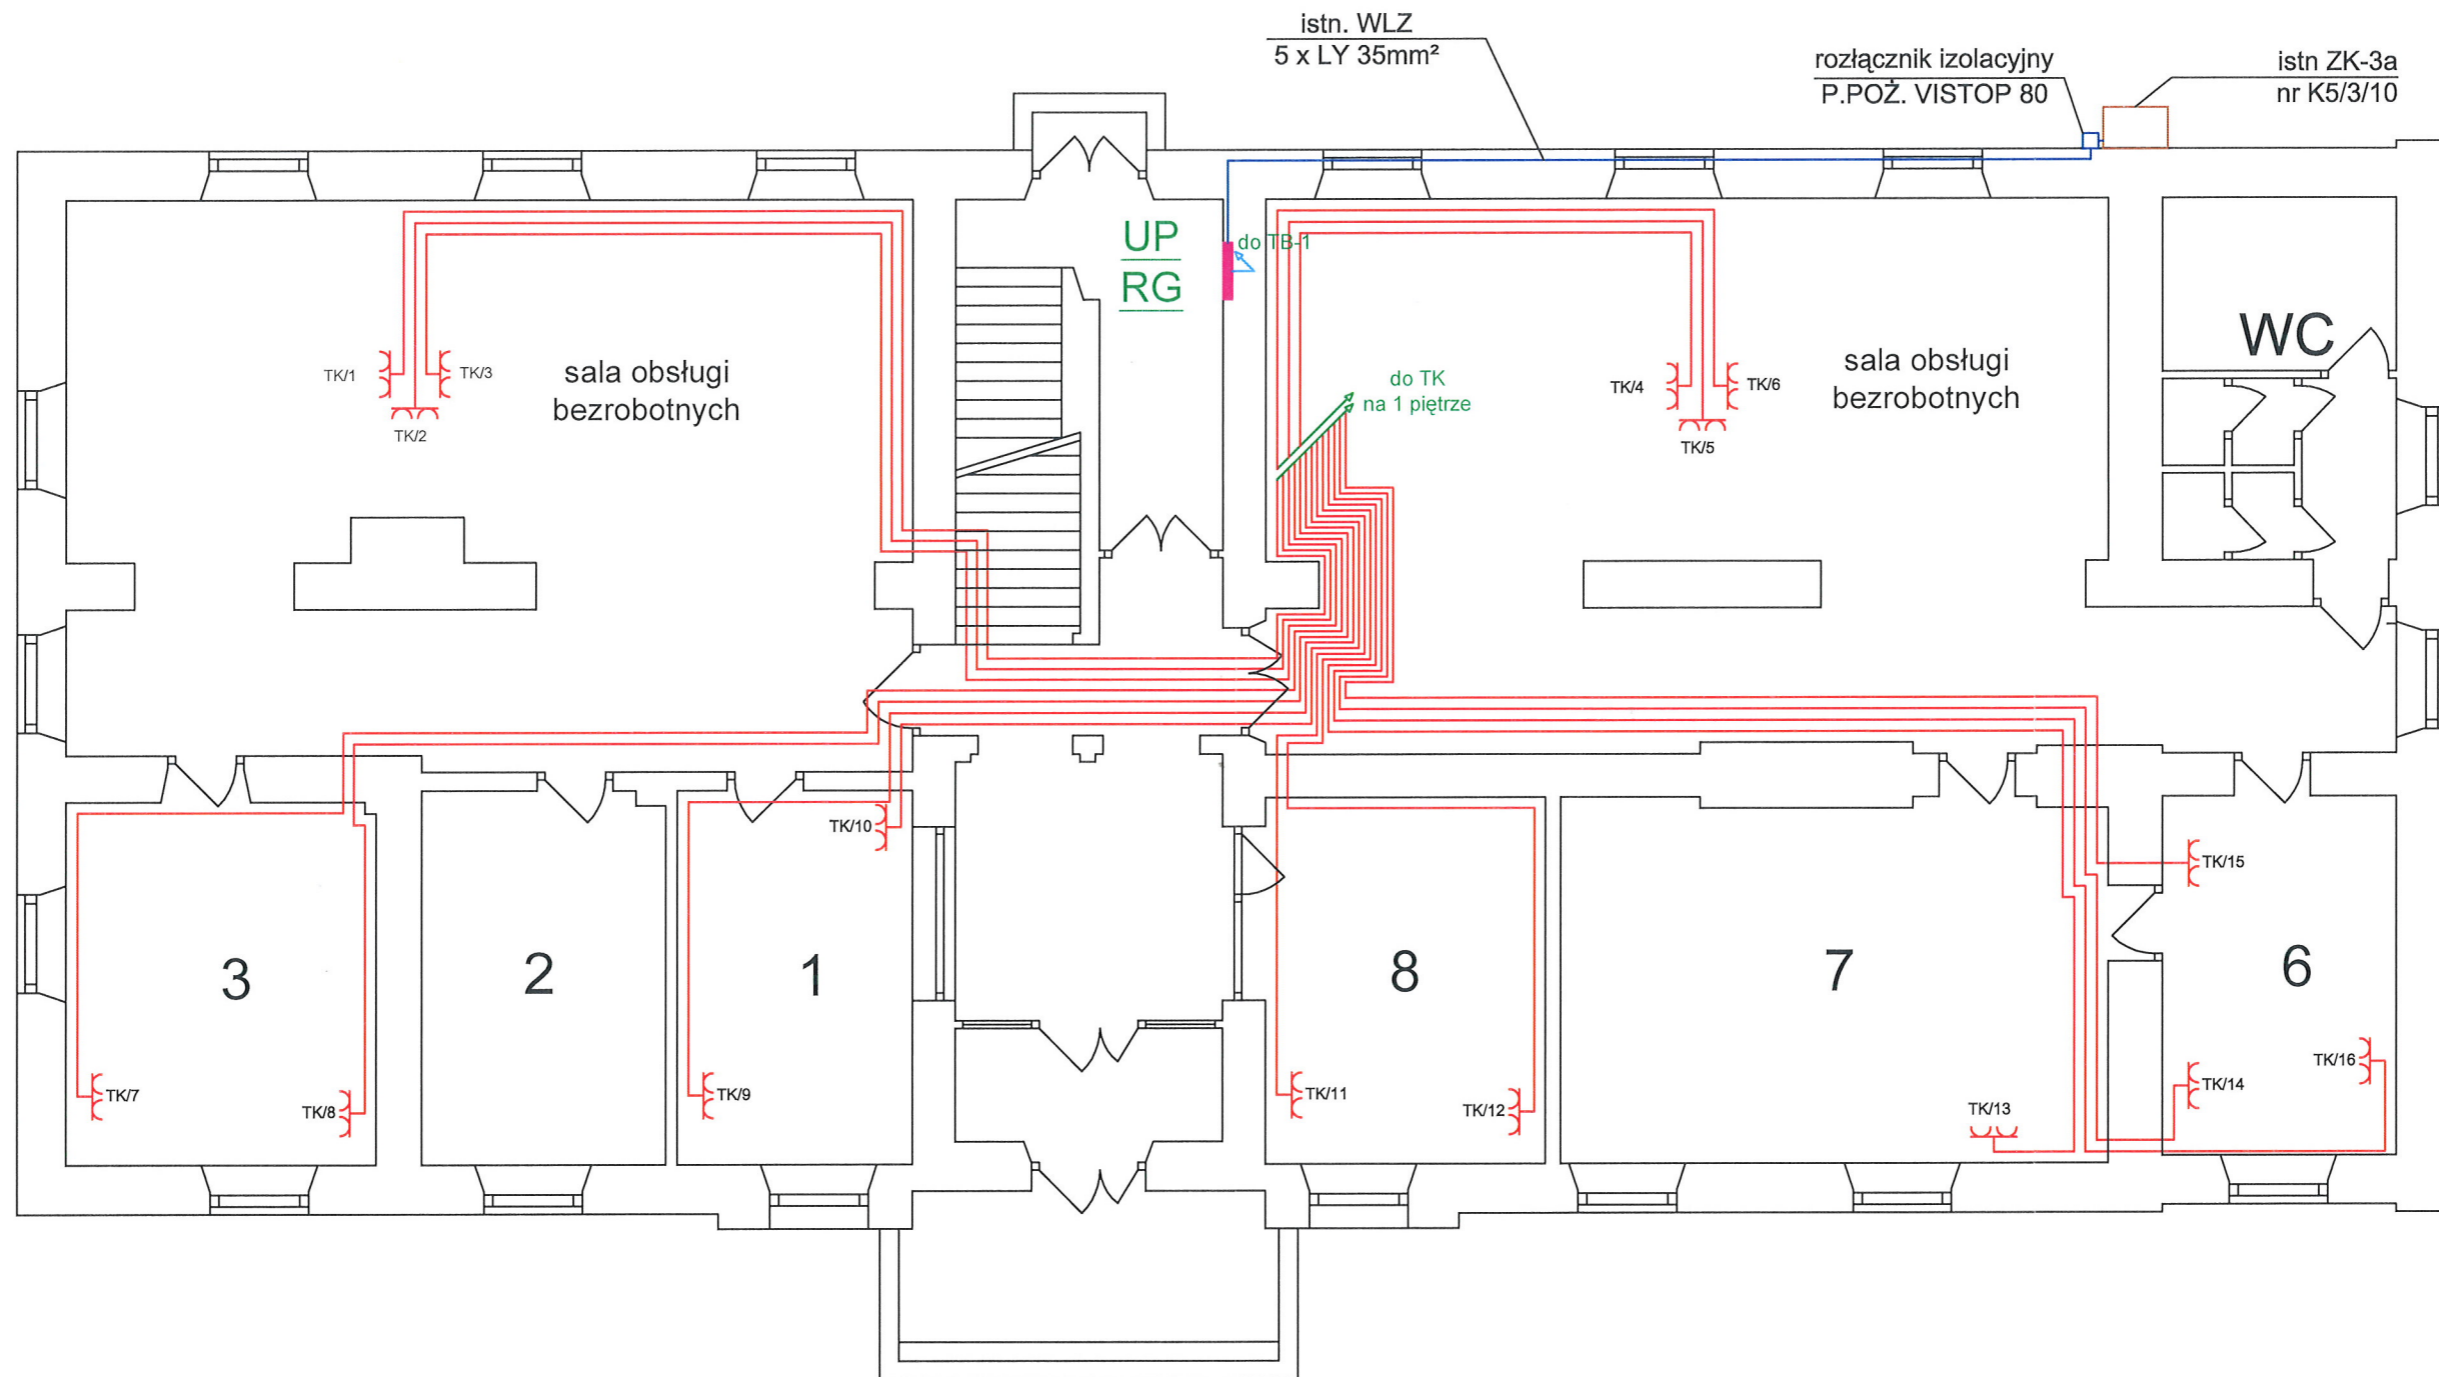 istn. WLZ
5 x LY 35mm²
rozłącznik izolacyjny
P.POŻ. VISTOP 80
istn ZK-3a
nr K5/3/10
UP
RG
do TB-1
WC
TK/1
TK/3
TK/2
sala obsługi
bezrobotnych
do TK
na 1 piętrze
TK/4
TK/6
TK/5
sala obsługi
bezrobotnych
TK/10
TK/15
3
2
1
8
7
6
TK/7
TK/8
TK/9
TK/11
TK/12
TK/13
TK/14
TK/16